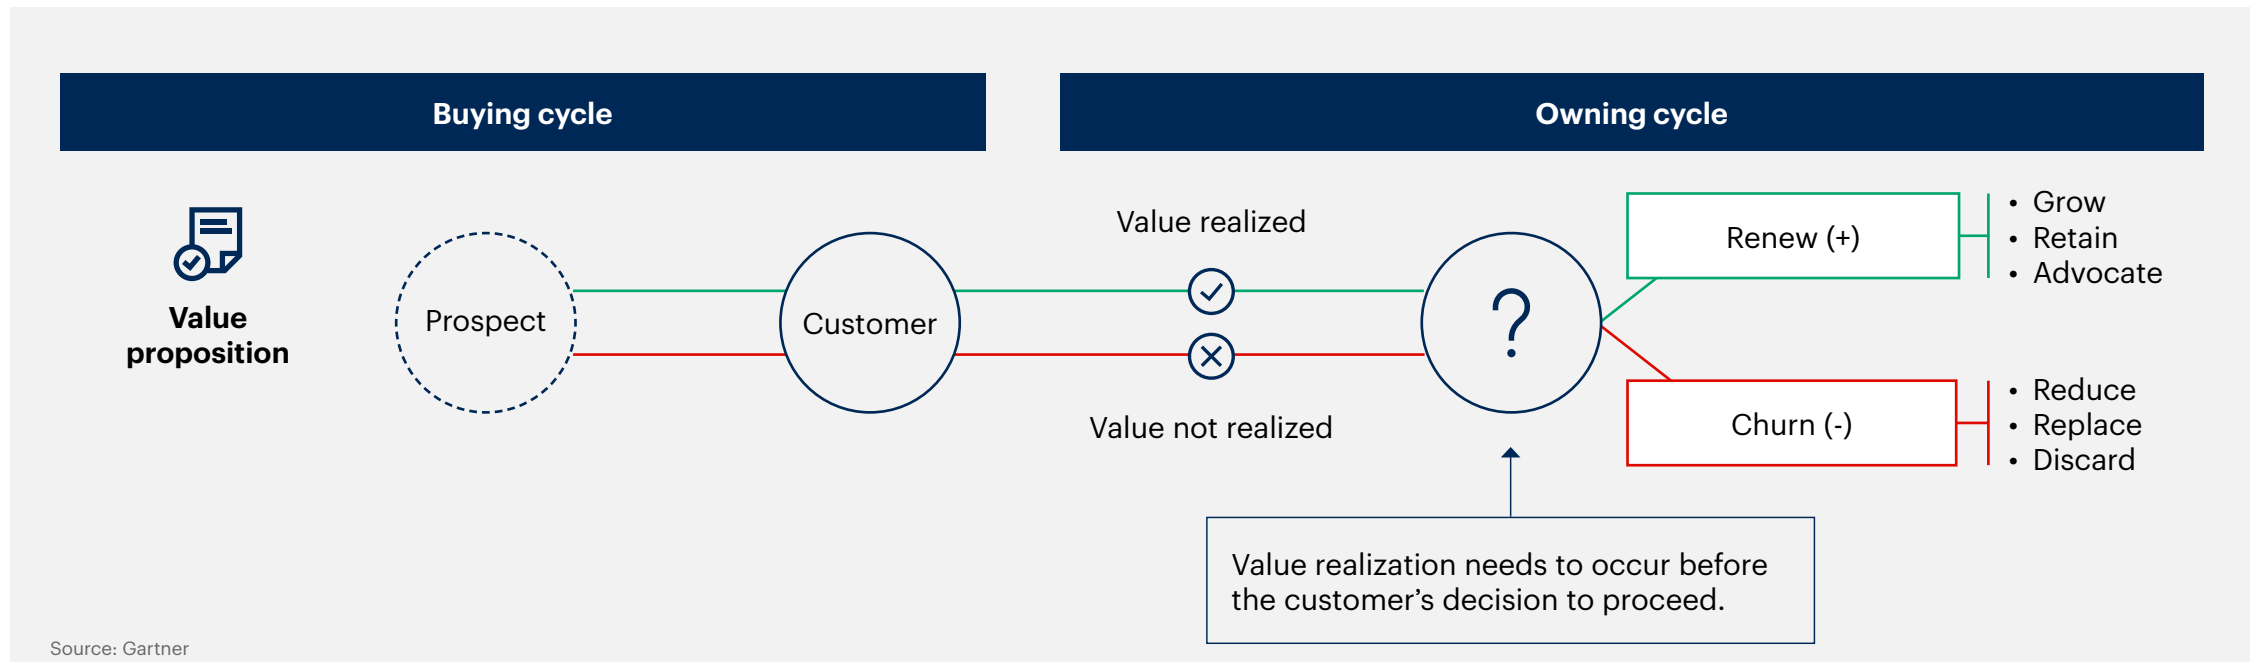 Buying cycle
Owning cycle
Value
proposition
Prospect
Customer
Value realized
Value not realized
?
Renew (+)
• Grow
• Retain
• Advocate
Churn (-)
• Reduce
• Replace
• Discard
Value realization needs to occur before
the customer’s decision to proceed.
Source: Gartner